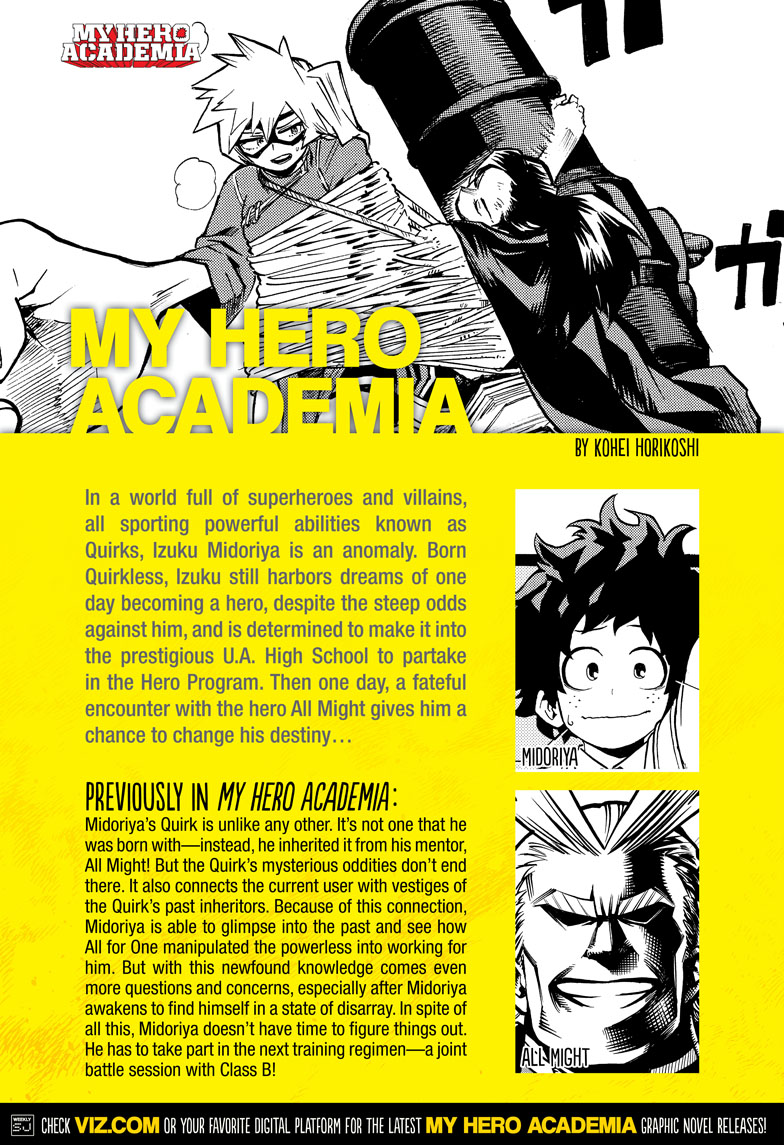 MY HERO
ACADEMIA
MY HERO
ACADEMIA
BY KOHEI HORIKOSHI
In a world full of superheroes and villains,
all sporting powerful abilities known as
Quirks, Izuku Midoriya is an anomaly. Born
Quirkless, Izuku still harbors dreams of one
day becoming a hero, despite the steep odds
against him, and is determined to make it into
the prestigious U.A. High School to partake
in the Hero Program. Then one day, a fateful
encounter with the hero All Might gives him a
chance to change his destiny…
MIDORIYA
PREVIOUSLY IN MY HERO ACADEMIA:
Midoriya’s Quirk is unlike any other. It’s not one that he
was born with—instead, he inherited it from his mentor,
All Might! But the Quirk’s mysterious oddities don’t end
there. It also connects the current user with vestiges of
the Quirk’s past inheritors. Because of this connection,
Midoriya is able to glimpse into the past and see how
All for One manipulated the powerless into working for
him. But with this newfound knowledge comes even
more questions and concerns, especially after Midoriya
awakens to find himself in a state of disarray. In spite of
all this, Midoriya doesn’t have time to figure things out.
He has to take part in the next training regimen—a joint
battle session with Class B!
ALL MIGHT
WEEKLY
SJ
CHECK VIZ.COM OR YOUR FAVORITE DIGITAL PLATFORM FOR THE LATEST MY HERO ACADEMIA GRAPHIC NOVEL RELEASES!